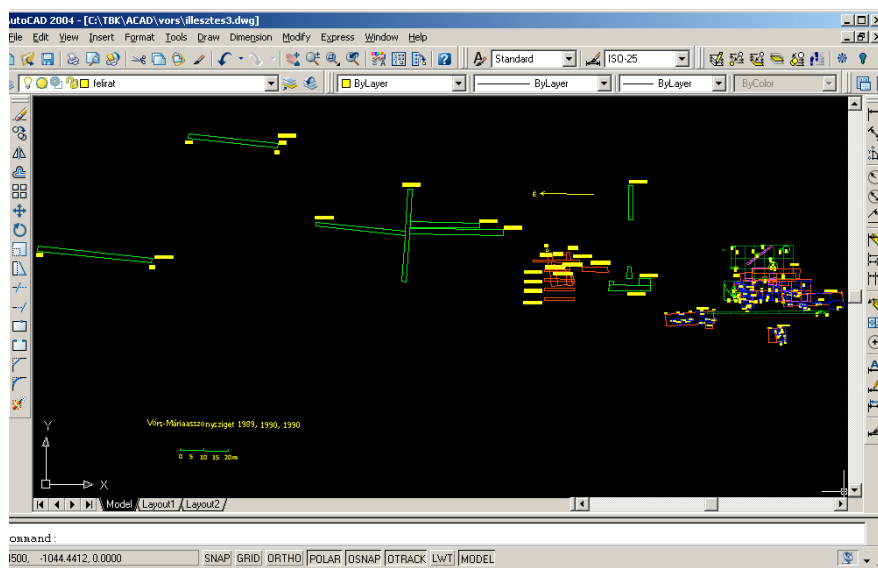 AutoCAD 2004 - [C:\TBK\ACAD\vors\illesztes3.dwg]
File Edit View Insert Format Tools Draw Dimension Modify Express Window Help
Standard ISO-25
felirat ByLayer ByLayer ByLayer ByColor
É
Y
Vörs-Máriaasszonysziget 1989, 1990, 1990
0 5 10 15 20m
X
Model Layout1 Layout2
Command:
4500, -1044.4412, 0.0000 SNAP GRID ORTHO POLAR OSNAP OTRACK LWT MODEL